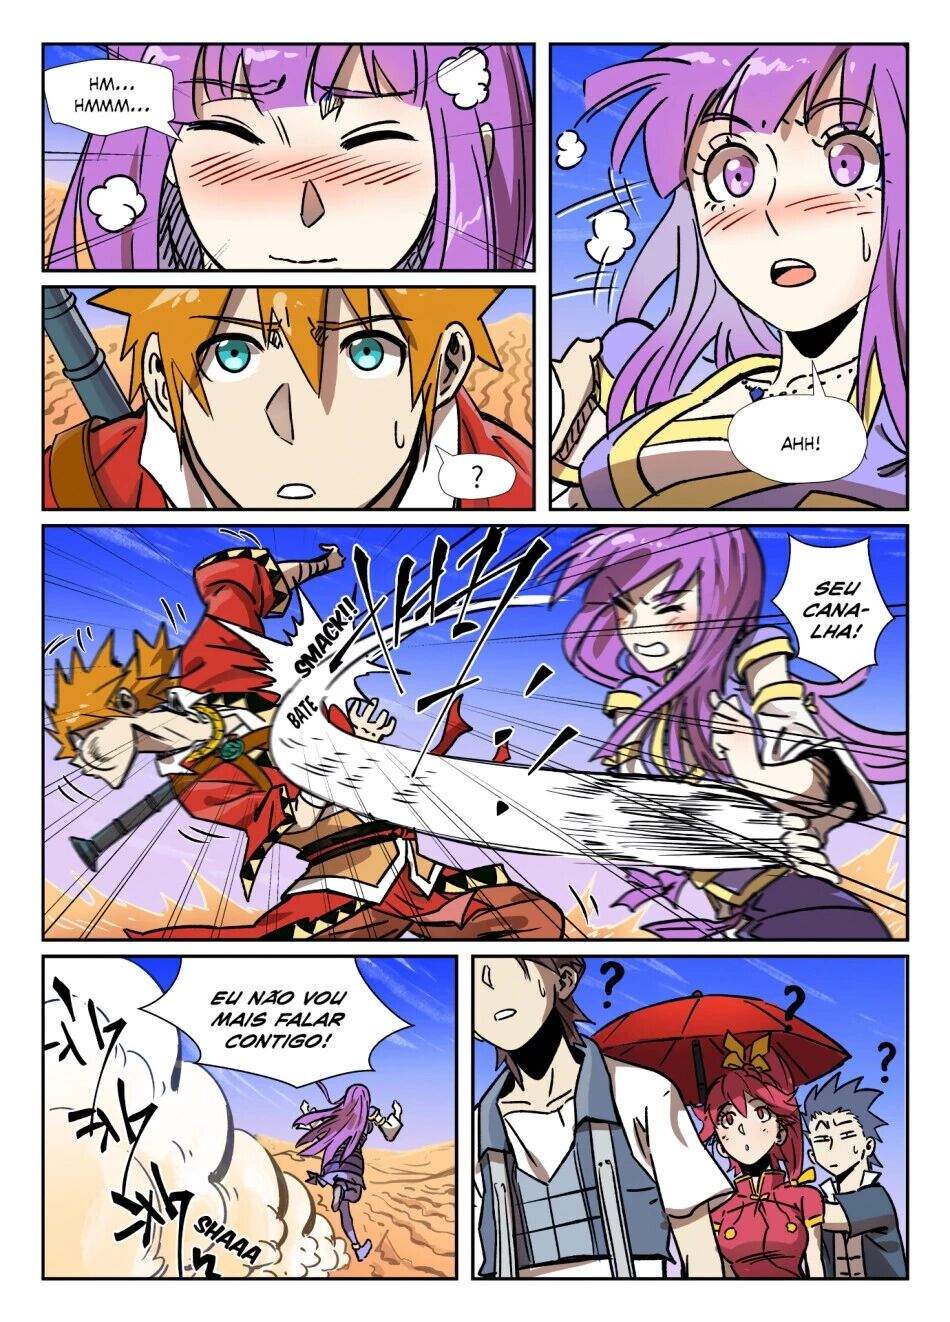 HM...
HMMM...
AHH!
?
SEU
CANA-
LHA!
SMACK!!
BATE
EU NÃO VOU
MAIS FALAR
CONTIGO!
SHAAA
?
?
?